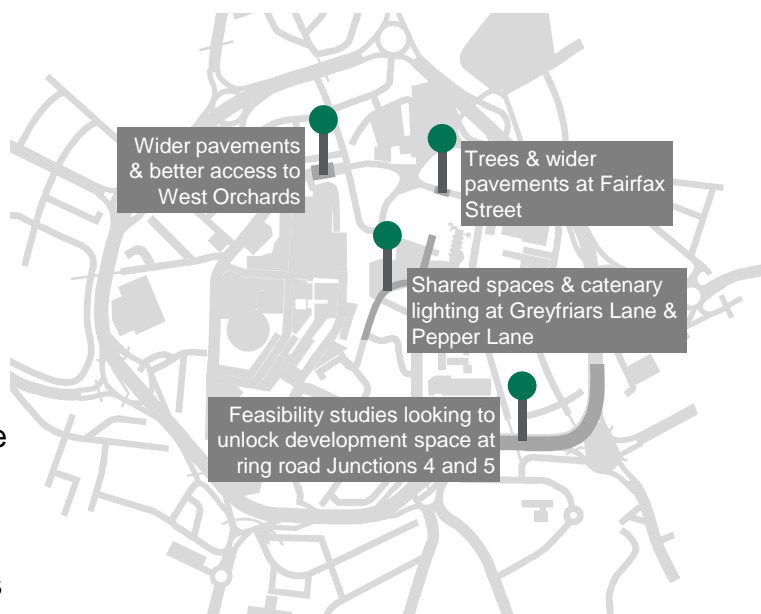 Wider pavements
& better access to
West Orchards
Trees & wider
pavements at Fairfax
Street
Shared spaces & catenary
lighting at Greyfriars Lane &
Pepper Lane
Feasibility studies looking to
unlock development space at
ring road Junctions 4 and 5
e
s